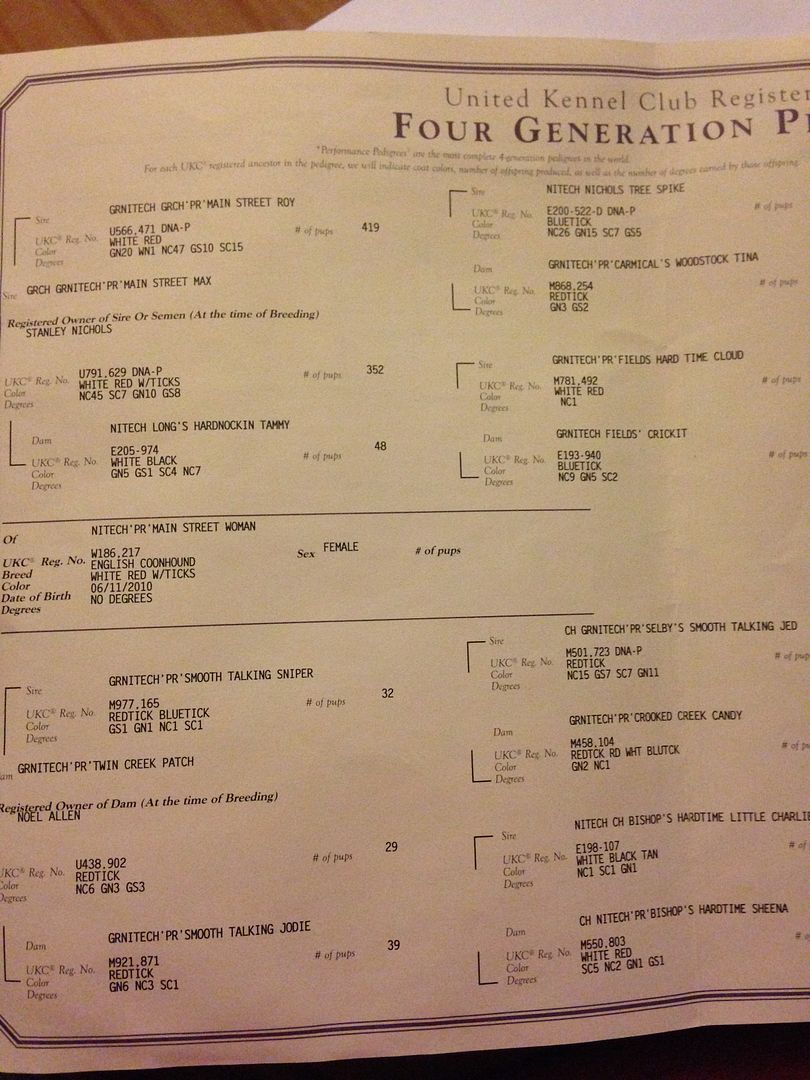 United Kennel Club Register
FOUR GENERATION P
"Performance Pedigrees" are the most complete 4-generation pedigrees in the world.
For each UKC® registered ancestor in the pedigree, we will indicate coat colors, number of offspring produced, as well as the number of degrees earned by those offspring.
GRNITECH GRCH'PR'MAIN STREET ROY
Sire
UKC® Reg. No. U566,471 DNA-P # of pups 419
Color WHITE RED
Degrees GN20 WN1 NC47 GS10 SC15
Sire GRCH GRNITECH'PR'MAIN STREET MAX
Registered Owner of Sire Or Semen (At the time of Breeding)
STANLEY NICHOLS
UKC® Reg. No. U791,629 DNA-P # of pups 352
Color WHITE RED W/TICKS
Degrees NC45 SC7 GN10 GS8
NITECH LONG'S HARDNOCKIN TAMMY
Dam
UKC® Reg. No. E205-974 # of pups 48
Color WHITE BLACK
Degrees GN5 GS1 SC4 NC7
NITECH NICHOLS TREE SPIKE
Sire
UKC® Reg. No. E200-522-D DNA-P # of pups
Color BLUETICK
Degrees NC26 GN15 SC7 GS5
GRNITECH'PR'CARMICAL'S WOODSTOCK TINA
Dam
UKC® Reg. No. M868,254 # of pups
Color REDTICK
Degrees GN3 GS2
GRNITECH'PR'FIELDS HARD TIME CLOUD
Sire
UKC® Reg. No. M781,492 # of pups
Color WHITE RED
Degrees NC1
GRNITECH FIELDS' CRICKIT
Dam
UKC® Reg. No. E193-940 # of pups
Color BLUETICK
Degrees NC9 GN5 SC2
Of NITECH'PR'MAIN STREET WOMAN
UKC® Reg. No. W186,217 Sex FEMALE # of pups
Breed ENGLISH COONHOUND
Color WHITE RED W/TICKS
Date of Birth 06/11/2010
Degrees NO DEGREES
GRNITECH'PR'SMOOTH TALKING SNIPER
Sire
UKC® Reg. No. M977,165 # of pups 32
Color REDTICK BLUETICK
Degrees GS1 GN1 NC1 SC1
am GRNITECH'PR'TWIN CREEK PATCH
Registered Owner of Dam (At the time of Breeding)
NOEL ALLEN
UKC® Reg. No. U438,902 # of pups 29
Color REDTICK
Degrees NC6 GN3 GS3
GRNITECH'PR'SMOOTH TALKING JODIE
Dam
UKC® Reg. No. M921,871 # of pups 39
Color REDTICK
Degrees GN6 NC3 SC1
CH GRNITECH'PR'SELBY'S SMOOTH TALKING JED
Sire
UKC® Reg. No. M501,723 DNA-P # of pups
Color REDTICK
Degrees NC15 GS7 SC7 GN11
GRNITECH'PR'CROOKED CREEK CANDY
Dam
UKC® Reg. No. M458,104 # of pu
Color REDTCK RD WHT BLUTCK
Degrees GN2 NC1
NITECH CH BISHOP'S HARDTIME LITTLE CHARLIE
Sire
UKC® Reg. No. E198-107 # of
Color WHITE BLACK TAN
Degrees NC1 SC1 GN1
CH NITECH'PR'BISHOP'S HARDTIME SHEENA
Dam
UKC® Reg. No. M550,803 # o
Color WHITE RED
Degrees SC5 NC2 GN1 GS1